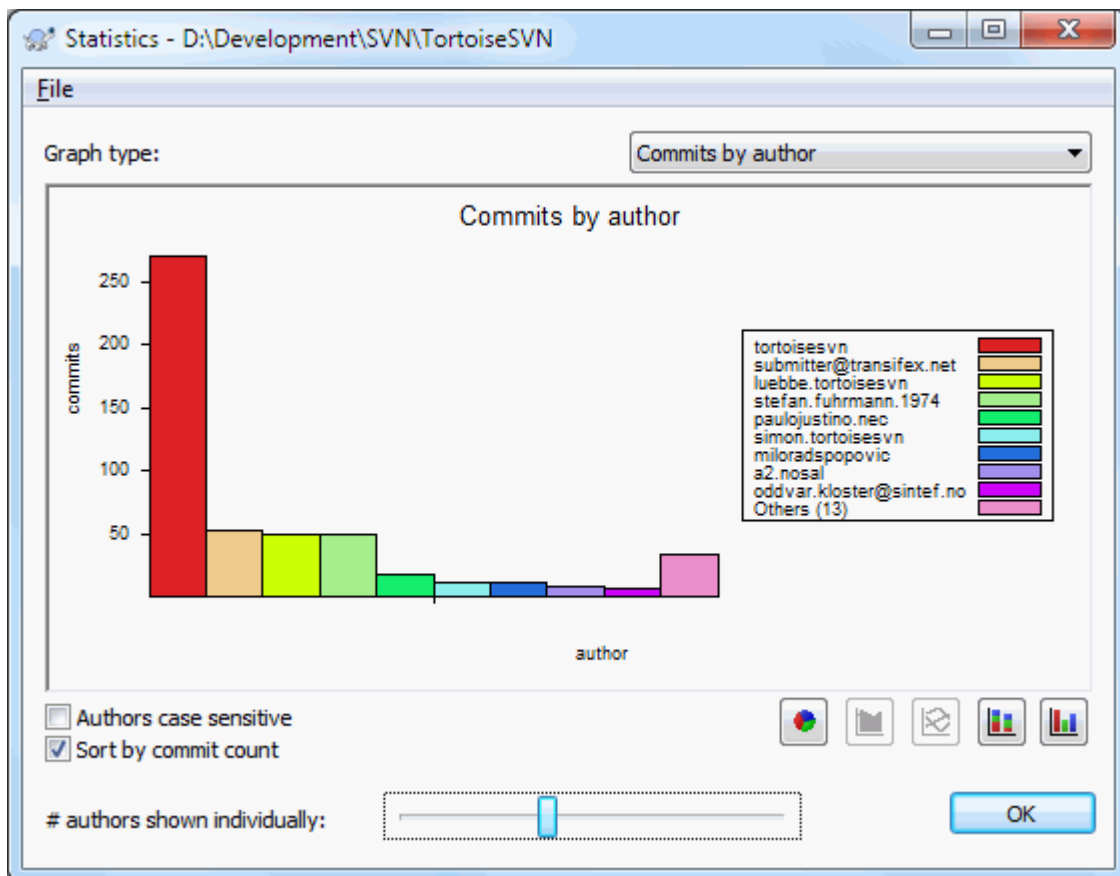 Statistics - D:\Development\SVN\TortoiseSVN
File
Graph type:
Commits by author
Commits by author
commits
250
200
150
100
50
author
tortoisesvn
submitter@transifex.net
luebbe.tortoisesvn
stefan.fuhrmann.1974
paulojustino.nec
simon.tortoisesvn
miloradspopovic
a2.nosal
oddvar.kloster@sintef.no
Others (13)
Authors case sensitive
Sort by commit count
# authors shown individually:
OK